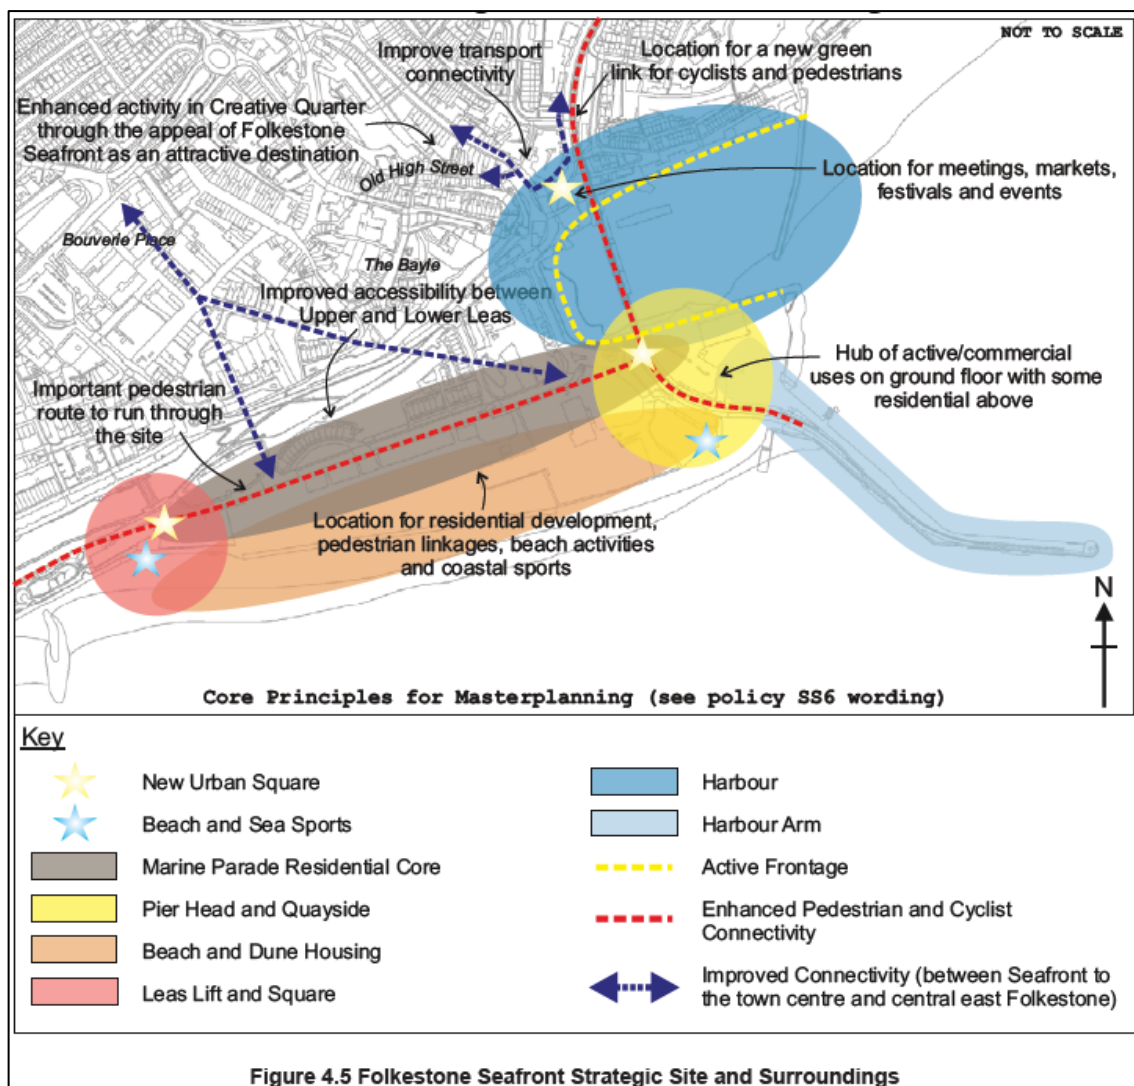 NOT TO SCALE
Improve transport
connectivity
Location for a new green
link for cyclists and pedestrians
Enhanced activity in Creative Quarter
through the appeal of Folkestone
Seafront as an attractive destination
Old High Street
Location for meetings, markets,
festivals and events
Bouverie Place
The Bayle
Improved accessibility between
Upper and Lower Leas
Important pedestrian
route to run through
the site
Hub of active/commercial
uses on ground floor with some
residential above
Location for residential development,
pedestrian linkages, beach activities
and coastal sports
N
Core Principles for Masterplanning (see policy SS6 wording)
Key
New Urban Square
Beach and Sea Sports
Marine Parade Residential Core
Pier Head and Quayside
Beach and Dune Housing
Leas Lift and Square
Harbour
Harbour Arm
Active Frontage
Enhanced Pedestrian and Cyclist
Connectivity
Improved Connectivity (between Seafront to
the town centre and central east Folkestone)
Figure 4.5 Folkestone Seafront Strategic Site and Surroundings